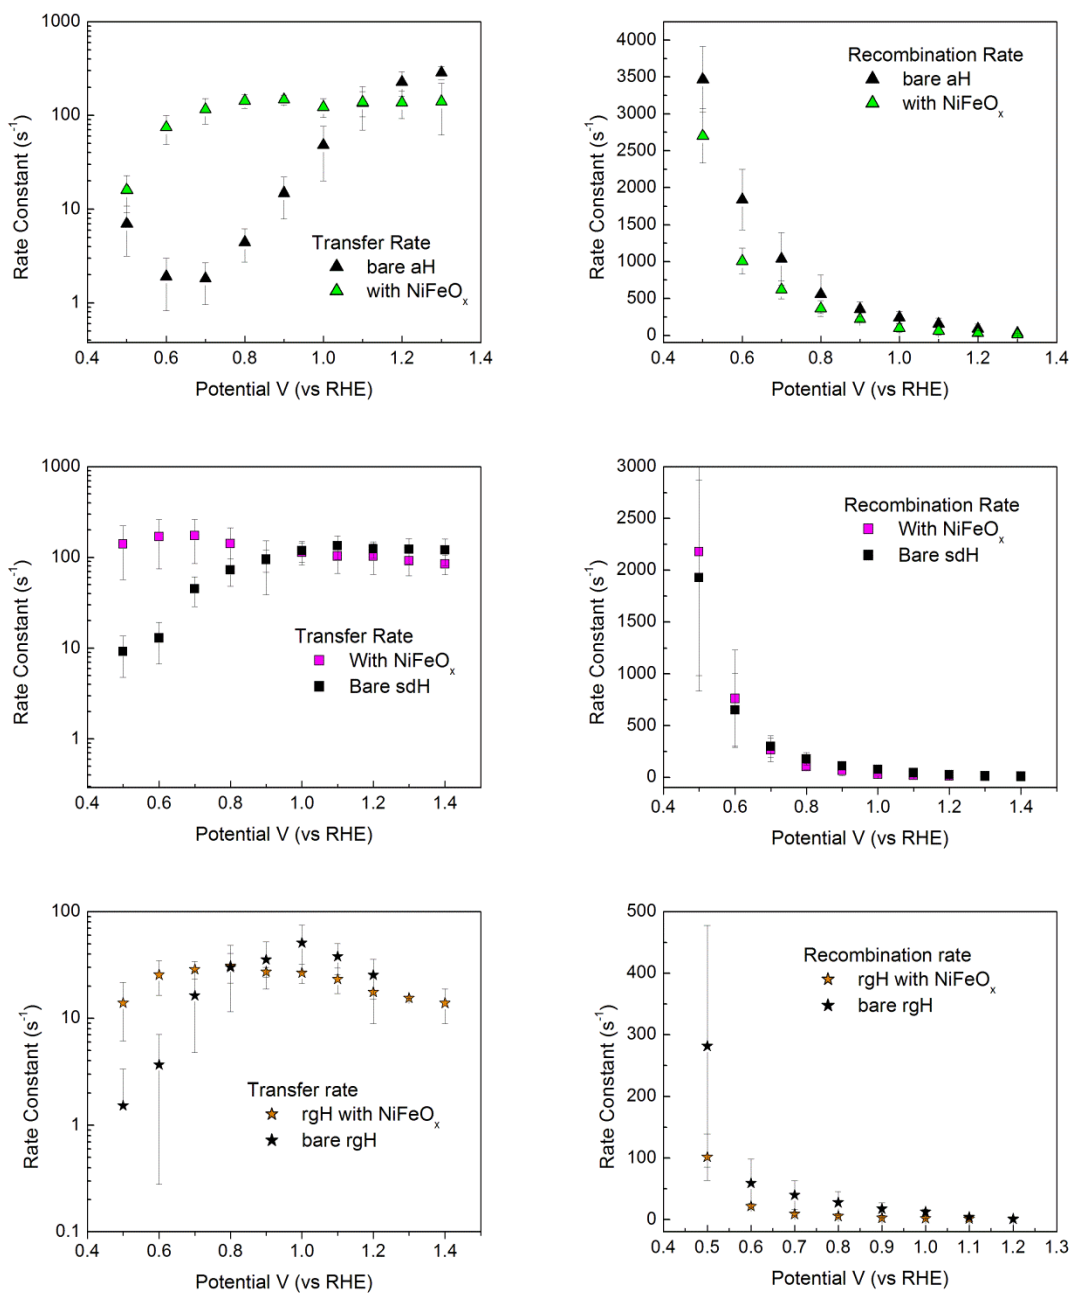 1000
100
10
1
0.4
0.6
0.8
1.0
1.2
1.4
Rate Constant (s⁻¹)
Potential V (vs RHE)
Transfer Rate
bare aH
with NiFeOₓ
4000
3500
3000
2500
2000
1500
1000
500
0
0.4
0.6
0.8
1.0
1.2
1.4
Rate Constant (s⁻¹)
Potential V (vs RHE)
Recombination Rate
bare aH
with NiFeOₓ
1000
100
10
1
0.4
0.6
0.8
1.0
1.2
1.4
Rate Constant (s⁻¹)
Potential V (vs RHE)
Transfer Rate
With NiFeOₓ
Bare sdH
3000
2500
2000
1500
1000
500
0
0.4
0.6
0.8
1.0
1.2
1.4
Rate Constant (s⁻¹)
Potential V (vs RHE)
Recombination Rate
With NiFeOₓ
Bare sdH
100
10
1
0.1
0.4
0.6
0.8
1.0
1.2
1.4
Rate Constant (s⁻¹)
Potential V (vs RHE)
Transfer rate
rgH with NiFeOₓ
bare rgH
500
400
300
200
100
0
0.4
0.5
0.6
0.7
0.8
0.9
1.0
1.1
1.2
1.3
Rate Constant (s⁻¹)
Potential V (vs RHE)
Recombination rate
rgH with NiFeOₓ
bare rgH